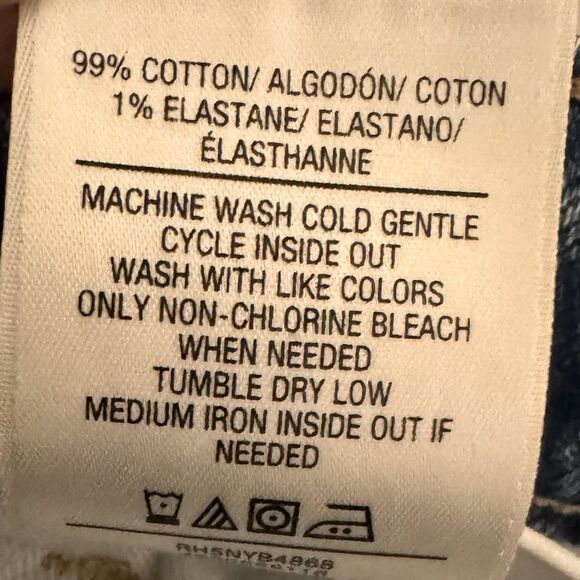 99% COTTON/ ALGODÓN/ COTON
1% ELASTANE/ ELASTANO/
ÉLASTHANNE
MACHINE WASH COLD GENTLE
CYCLE INSIDE OUT
WASH WITH LIKE COLORS
ONLY NON-CHLORINE BLEACH
WHEN NEEDED
TUMBLE DRY LOW
MEDIUM IRON INSIDE OUT IF
NEEDED
RH5NYB4868